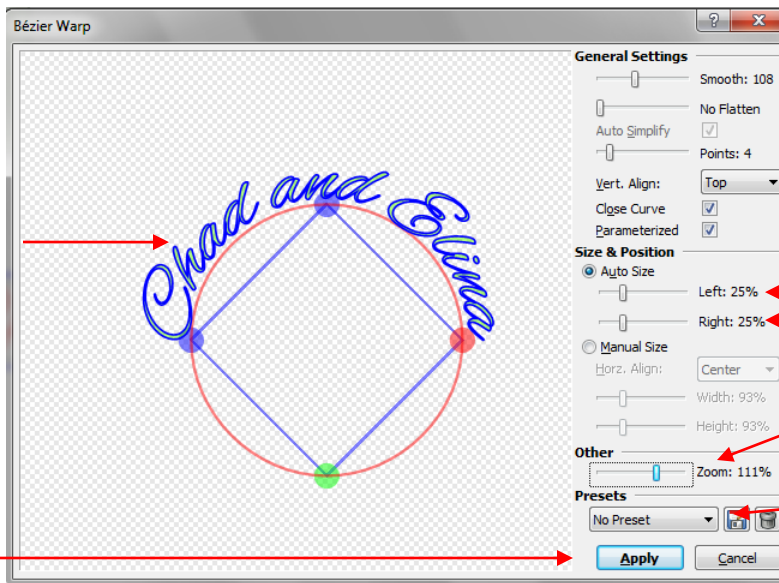 Bézier Warp
Chad and Elina
General Settings
Smooth: 108
No Flatten
Auto Simplify
Points: 4
Vert. Align: Top
Close Curve
Parameterized
Size & Position
Auto Size
Left: 25%
Right: 25%
Manual Size
Horz. Align: Center
Width: 93%
Height: 93%
Other
Zoom: 111%
Presets
No Preset
Apply Cancel